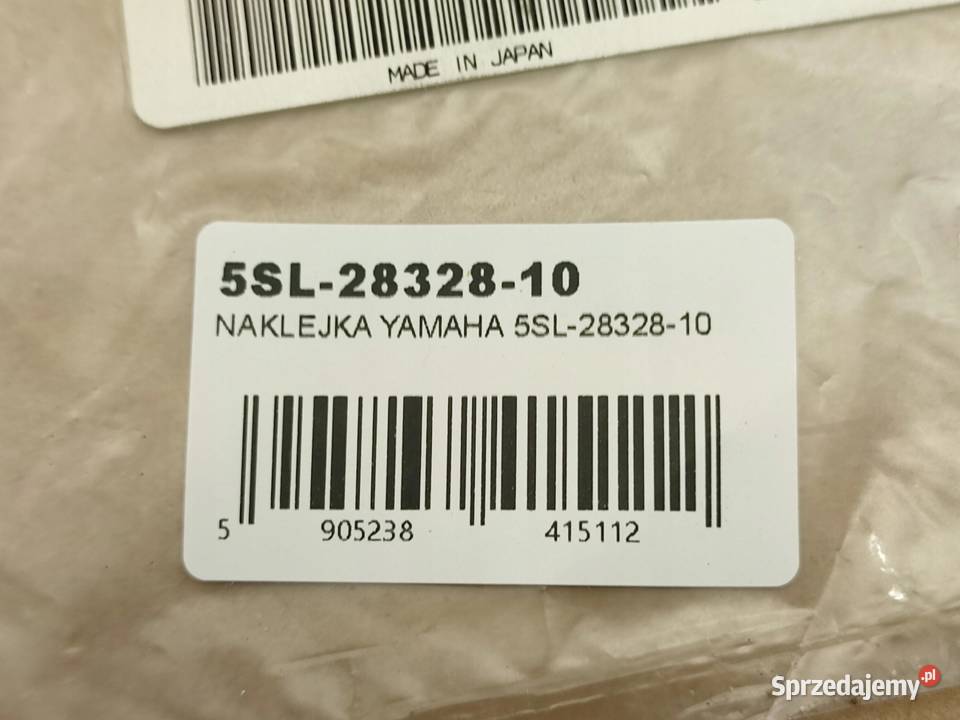 MADE IN JAPAN
5SL-28328-10
NAKLEJKA YAMAHA 5SL-28328-10
5 905238 415112
Sprzedajemy.pl